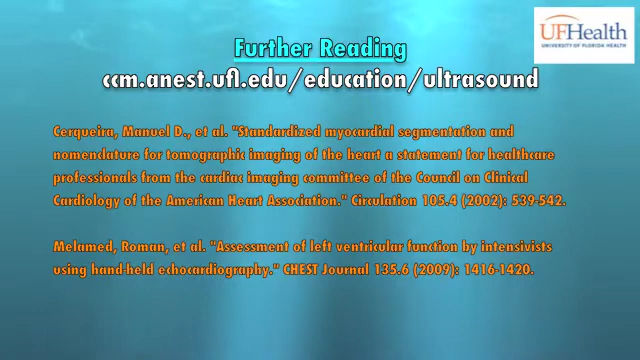 Further Reading
UFHealth
UNIVERSITY OF FLORIDA HEALTH
ccm.anest.ufl.edu/education/ultrasound
Cerqueira, Manuel D., et al. "Standardized myocardial segmentation and
nomenclature for tomographic imaging of the heart a statement for healthcare
professionals from the cardiac imaging committee of the Council on Clinical
Cardiology of the American Heart Association." Circulation 105.4 (2002): 539-542.
Melamed, Roman, et al. "Assessment of left ventricular function by intensivists
using hand-held echocardiography." CHEST Journal 135.6 (2009): 1416-1420.